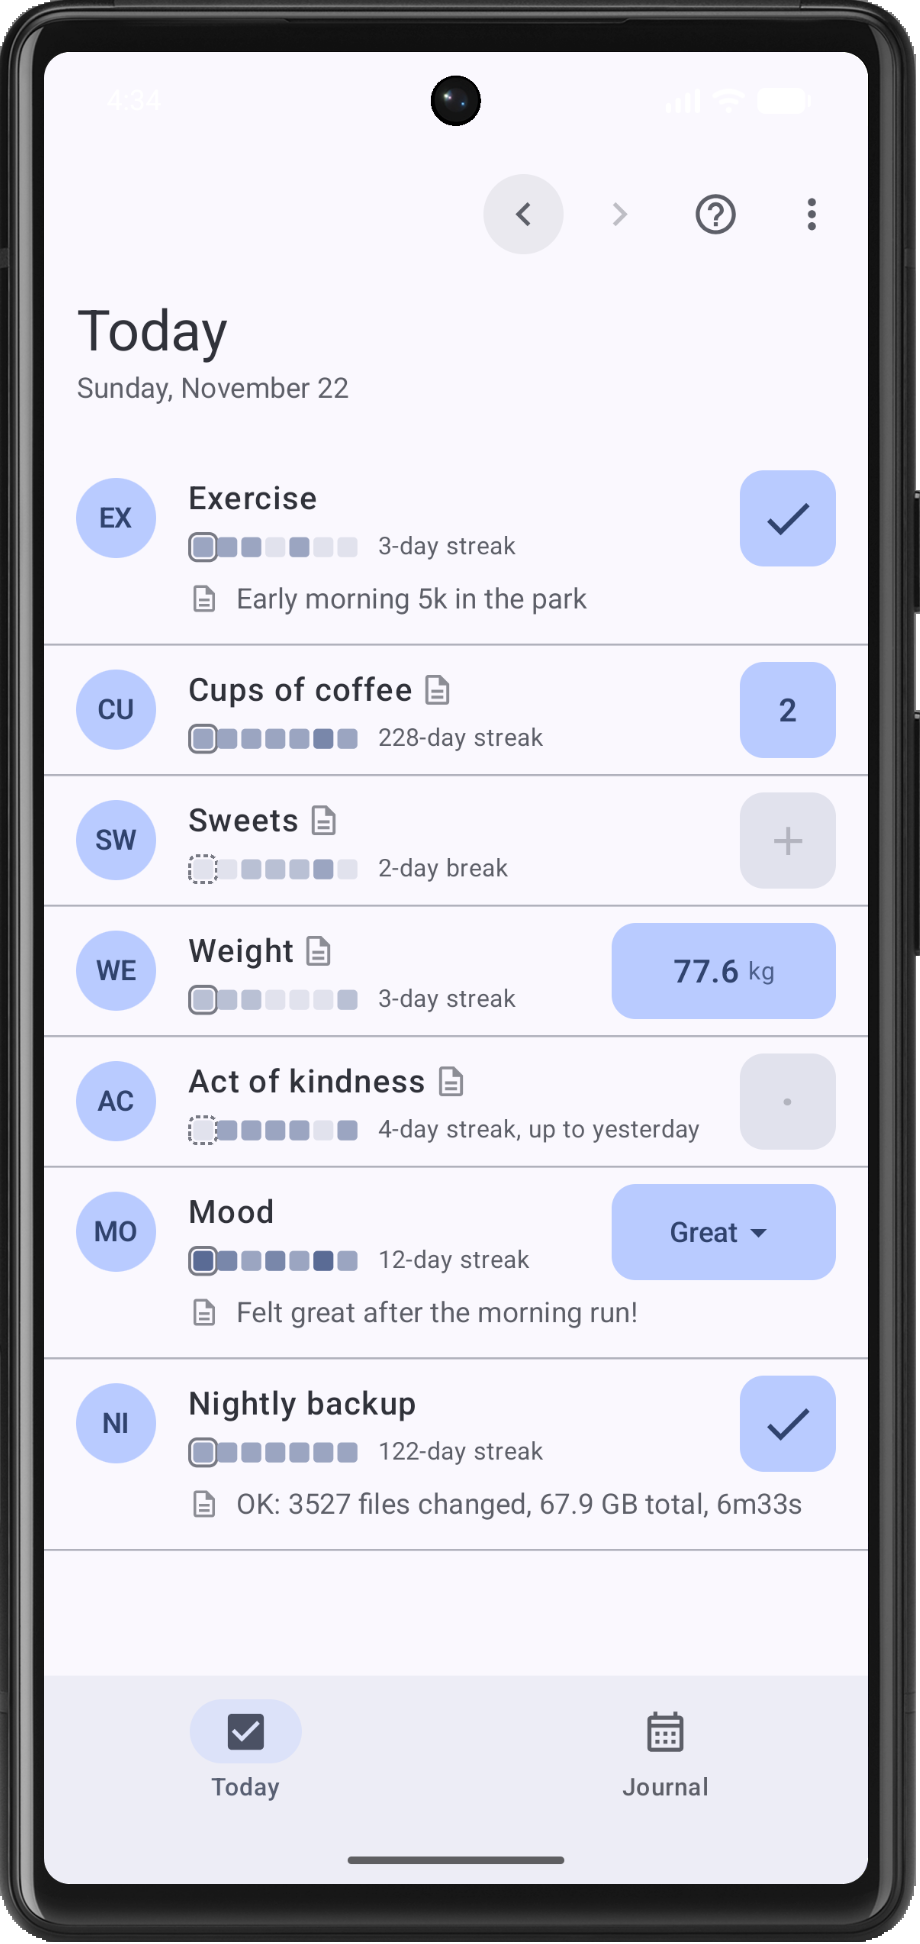 4:34
Today
Sunday, November 22
EX
Exercise
3-day streak
Early morning 5k in the park
CU
Cups of coffee
228-day streak
2
SW
Sweets
2-day break
+
WE
Weight
3-day streak
77.6 kg
AC
Act of kindness
4-day streak, up to yesterday
MO
Mood
12-day streak
Great
Felt great after the morning run!
NI
Nightly backup
122-day streak
OK: 3527 files changed, 67.9 GB total, 6m33s
Today
Journal